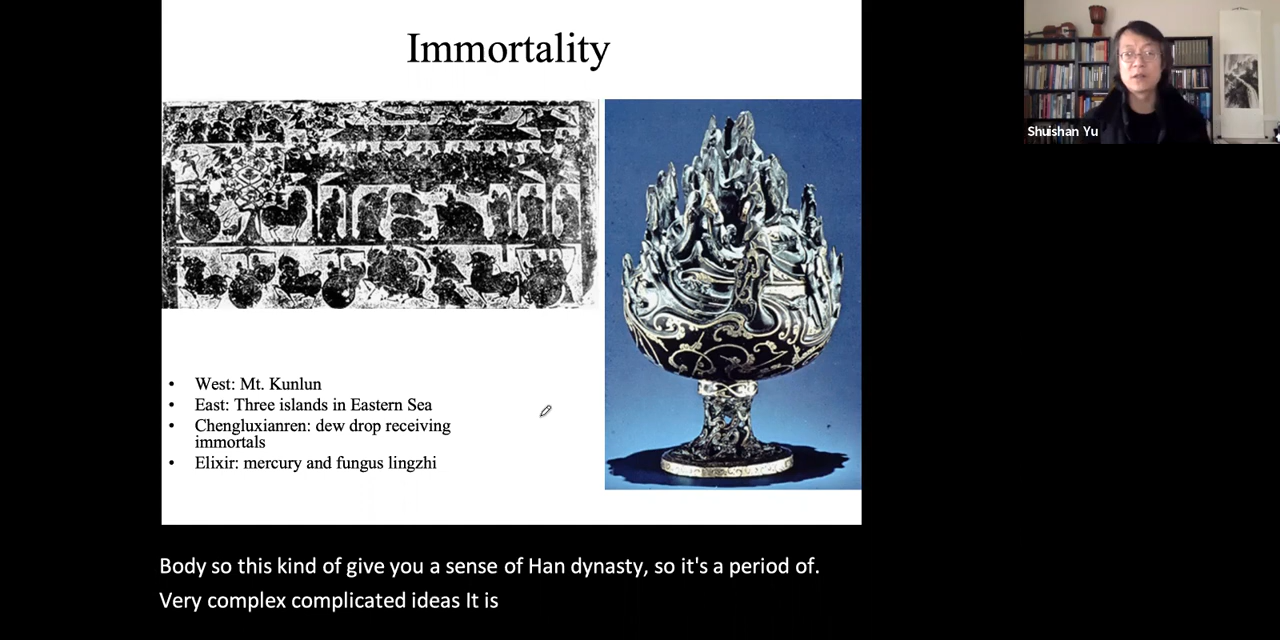 Immortality
Shuishan Yu
• West: Mt. Kunlun
• East: Three islands in Eastern Sea
• Chengluxianren: dew drop receiving
immortals
• Elixir: mercury and fungus lingzhi
Body so this kind of give you a sense of Han dynasty, so it's a period of.
Very complex complicated ideas It is